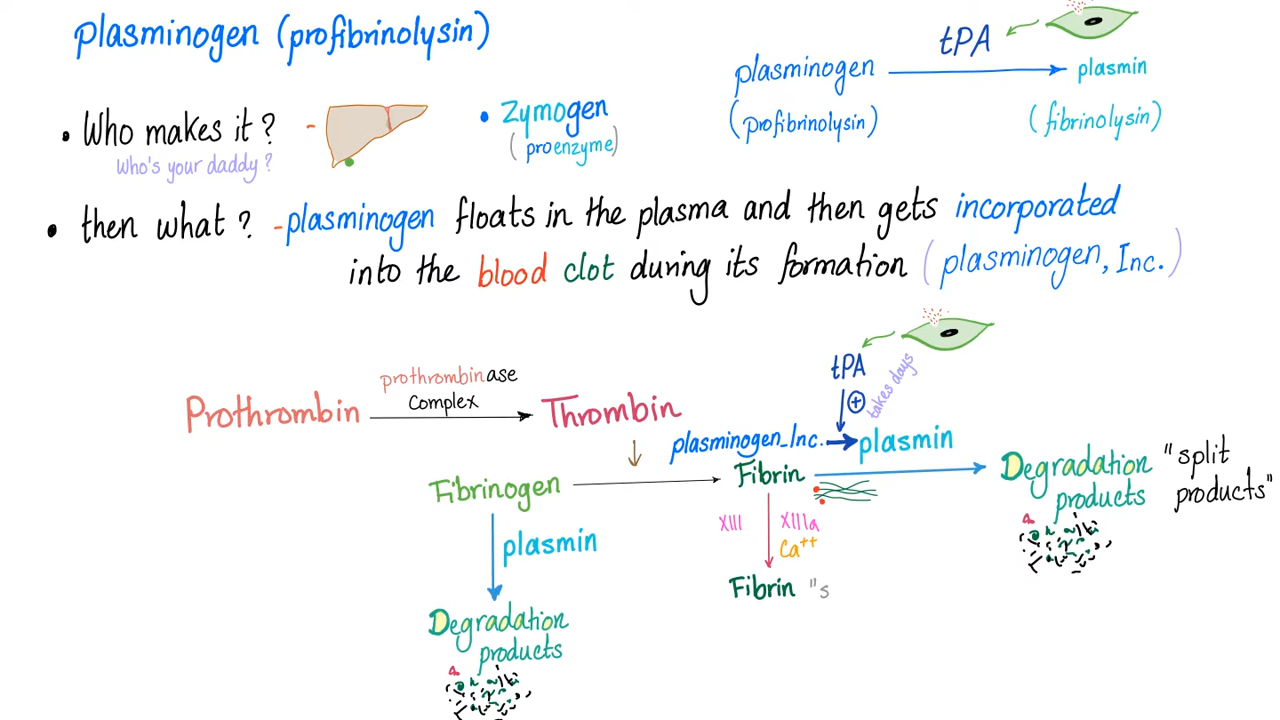 plasminogen (profibrinolysin)
tPA
plasminogen
plasmin
(profibrinolysin)
(fibrinolysin)
• Who makes it? -
Who's your daddy?
• Zymogen
(proenzyme)
• then what? -plasminogen floats in the plasma and then gets incorporated
into the blood clot during its formation (plasminogen, Inc.)
tPA
+
takes days
Prothrombin
prothrombinase
Complex
Thrombin
plasminogen_Inc.
plasmin
Fibrinogen
Fibrin
Degradation
products
"split
products"
plasmin
XIII
XIIIa
Ca++
Fibrin "s
Degradation
products